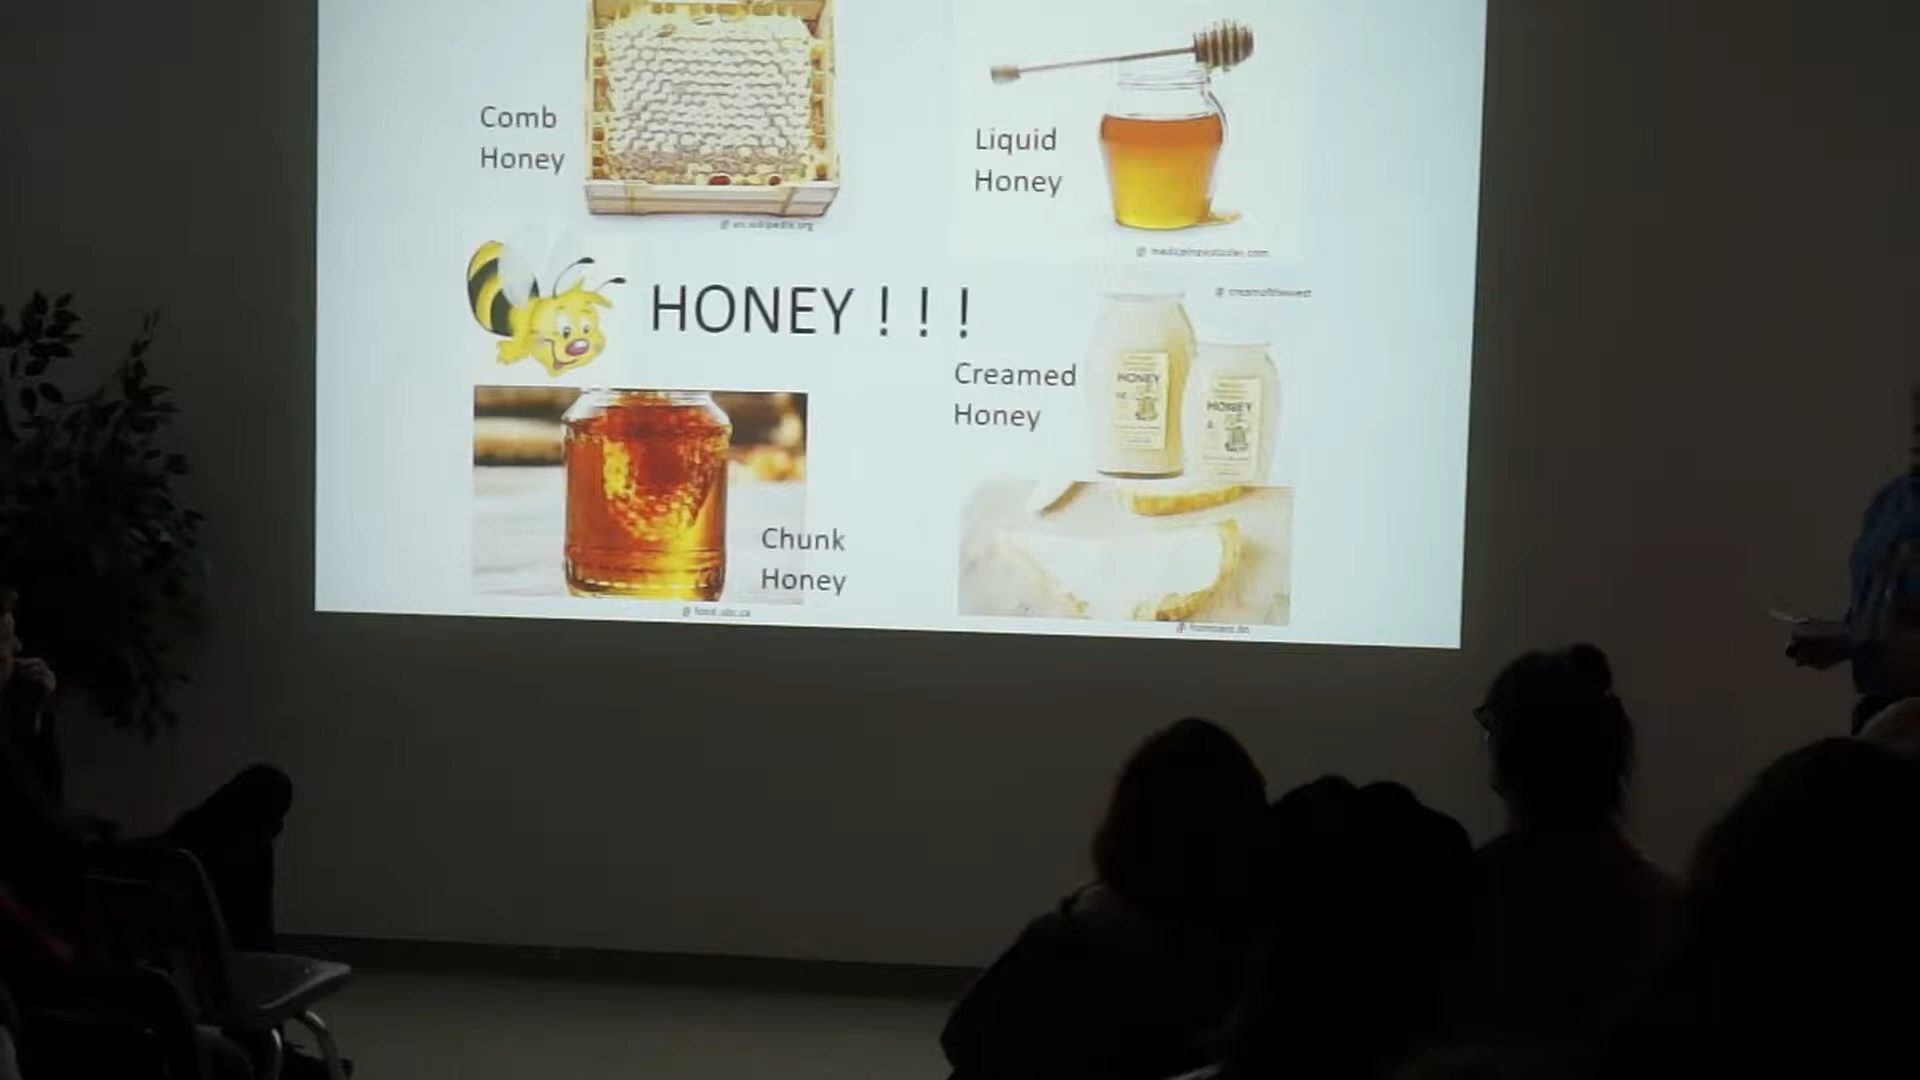 Comb
Honey
Liquid
Honey
HONEY ! ! !
Creamed
Honey
HONEY
HONEY
Chunk
Honey